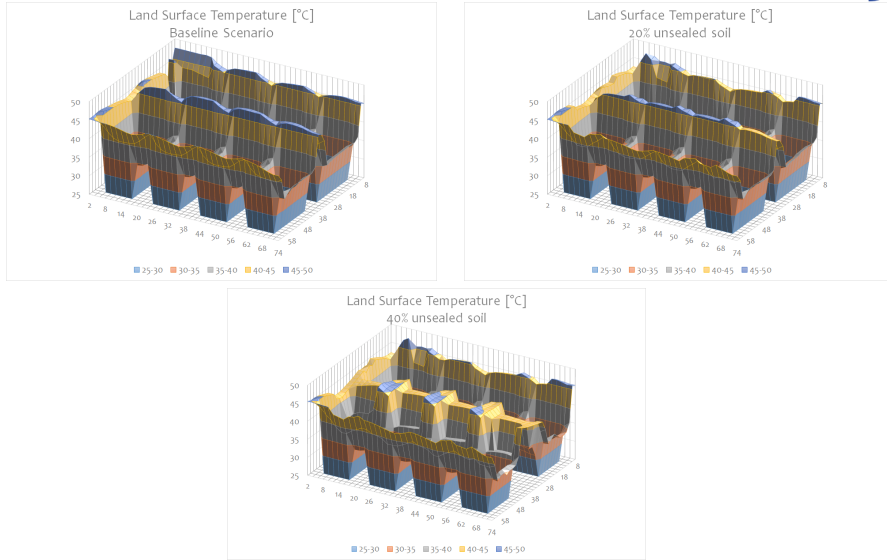 Land Surface Temperature [°C]
Baseline Scenario
50
45
40
35
30
25
2 8 14 20 26 32 38 44 50 56 62 68 74
58 48 38 28 18 8
25-30 30-35 35-40 40-45 45-50
Land Surface Temperature [°C]
20% unsealed soil
50
45
40
35
30
25
2 8 14 20 26 32 38 44 50 56 62 68 74
58 48 38 28 18 8
25-30 30-35 35-40 40-45 45-50
Land Surface Temperature [°C]
40% unsealed soil
50
45
40
35
30
25
2 8 14 20 26 32 38 44 50 56 62 68 74
58 48 38 28 18 8
25-30 30-35 35-40 40-45 45-50